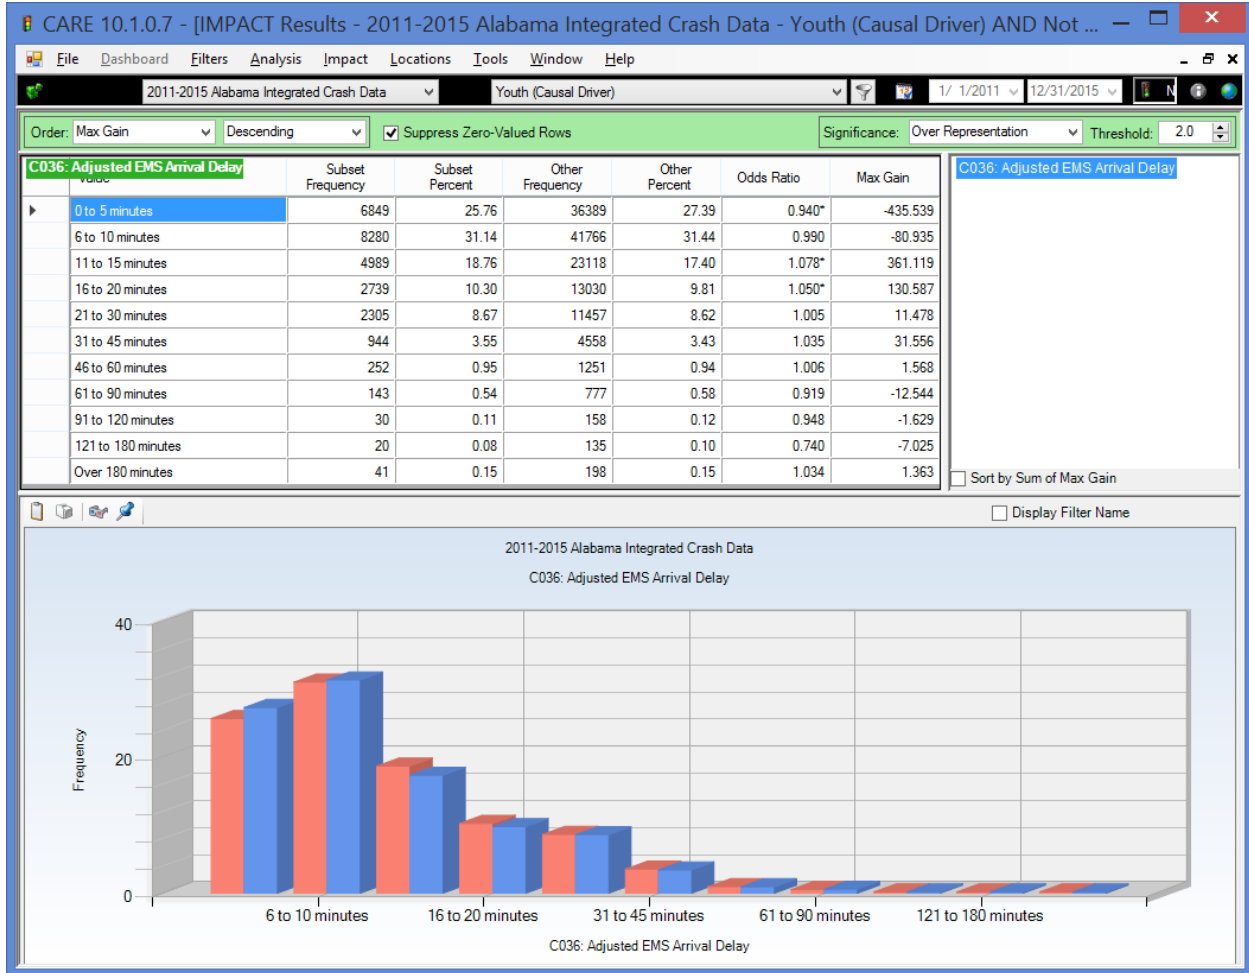 CARE 10.1.0.7 - [IMPACT Results - 2011-2015 Alabama Integrated Crash Data - Youth (Causal Driver) AND Not ...
File Dashboard Filters Analysis Impact Locations Tools Window Help
2011-2015 Alabama Integrated Crash Data Youth (Causal Driver) 1/ 1/2011 12/31/2015 N
Order: Max Gain Descending Suppress Zero-Valued Rows Significance: Over Representation Threshold: 2.0
C036: Adjusted EMS Arrival Delay Subset Frequency Subset Percent Other Frequency Other Percent Odds Ratio Max Gain C036: Adjusted EMS Arrival Delay
0 to 5 minutes 6849 25.76 36389 27.39 0.940* -435.539
6 to 10 minutes 8280 31.14 41766 31.44 0.990 -80.935
11 to 15 minutes 4989 18.76 23118 17.40 1.078* 361.119
16 to 20 minutes 2739 10.30 13030 9.81 1.050* 130.587
21 to 30 minutes 2305 8.67 11457 8.62 1.005 11.478
31 to 45 minutes 944 3.55 4558 3.43 1.035 31.556
46 to 60 minutes 252 0.95 1251 0.94 1.006 1.568
61 to 90 minutes 143 0.54 777 0.58 0.919 -12.544
91 to 120 minutes 30 0.11 158 0.12 0.948 -1.629
121 to 180 minutes 20 0.08 135 0.10 0.740 -7.025
Over 180 minutes 41 0.15 198 0.15 1.034 1.363
Sort by Sum of Max Gain
Display Filter Name
2011-2015 Alabama Integrated Crash Data
C036: Adjusted EMS Arrival Delay
40
20
0
Frequency
6 to 10 minutes 16 to 20 minutes 31 to 45 minutes 61 to 90 minutes 121 to 180 minutes
C036: Adjusted EMS Arrival Delay